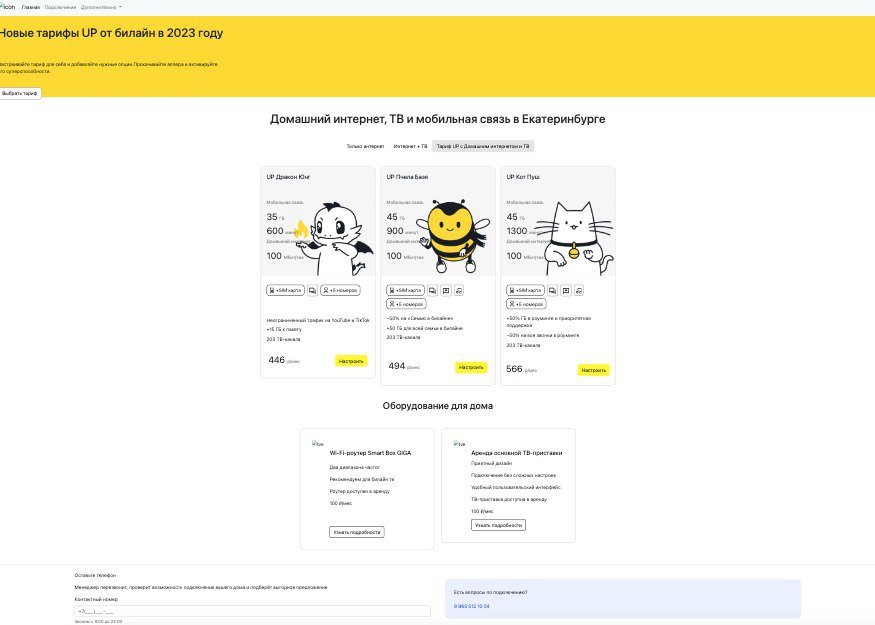 icon Главная Подключение Дополнительно
Новые тарифы UP от билайн в 2023 году
Настраивайте тариф для себя и добавляйте нужные опции. Прокачивайте аппера и активируйте
его суперспособности.
Выбрать тариф
Домашний интернет, ТВ и мобильная связь в Екатеринбурге
Только интернет Интернет + ТВ Тариф UP с Домашним интернетом и ТВ
UP Дракон Юнг
Мобильная связь
35 ГБ
600 минут
Домашний интернет
100 Мбит/сек
+SIM карта
+5 номеров
Неограниченный трафик на YouTube и TikTok
+15 ГБ к пакету
203 ТВ-канала
446 р/мес
Настроить
UP Пчела Базя
Мобильная связь
45 ГБ
900 минут
Домашний
100 Мбит/сек
+SIM карта
+5 номеров
−50% на «Семью в билайне»
+50 ГБ для всей семьи в билайне
203 ТВ-канала
494 р/мес
Настроить
UP Кот Пуш
Мобильная связь
45 ГБ
1300 минут
Домашний интернет
100 Мбит/сек
+SIM карта
+5 номеров
+50% ГБ в роуминге и приоритетная
поддержка
−50% на все звонки в роуминге
203 ТВ-канала
566 р/мес
Настроить
Оборудование для дома
Wi-Fi-роутер Smart Box GIGA
Два диапазона частот
Рекомендуем для билайн тв
Роутер доступен в аренду
100 ₽/мес
Узнать подробности
Аренда основной ТВ-приставки
Приятный дизайн
Подключение без сложных настроек
Удобный пользовательский интерфейс
ТВ-приставка доступна в аренду
100 ₽/мес
Узнать подробности
Оставьте телефон
Менеджер перезвонит, проверит возможность подключения вашего дома и подберёт выгодное предложение
Контактный номер
+7(___)___-____
Звоним с 9:00 до 22:00
Есть вопросы по подключению?
8 965 512 10 54